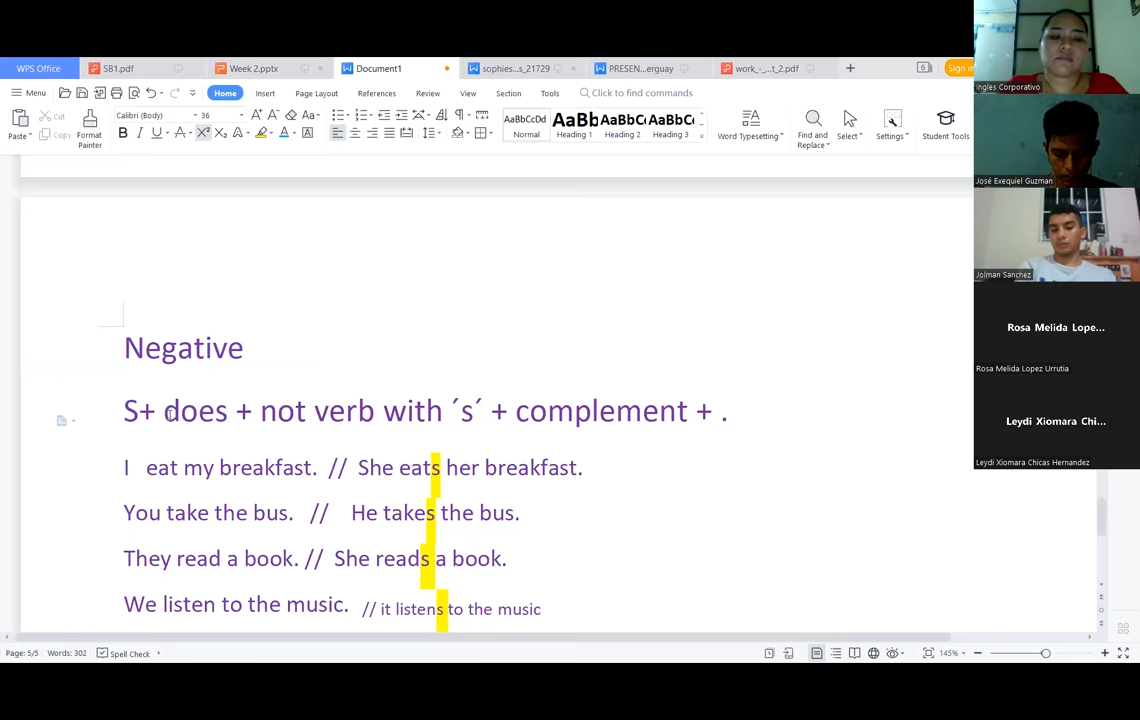 WPS Office SB1.pdf Week 2.pptx Document1 sophies...s_21729 PRESEN...erguay work_-_...t_2.pdf Sign in
Menu Home Insert Page Layout References Review View Section Tools Click to find commands
Cut Calibri (Body) 36 AaBbCcDd AaBb AaBbC AaBbCc
Paste Copy Format Painter Normal Heading 1 Heading 2 Heading 3 Word Typesetting Find and Replace Select Settings Student Tools
Negative
S+ does + not verb with ´s´ + complement + .
I eat my breakfast. // She eats her breakfast.
You take the bus. // He takes the bus.
They read a book. // She reads a book.
We listen to the music. // it listens to the music
Page: 5/5 Words: 302 Spell Check 145%
Ingles Corporativo
José Exequiel Guzman
Jolman Sanchez
Rosa Melida Lope...
Rosa Melida Lopez Urrutia
Leydi Xiomara Chi...
Leydi Xiomara Chicas Hernandez